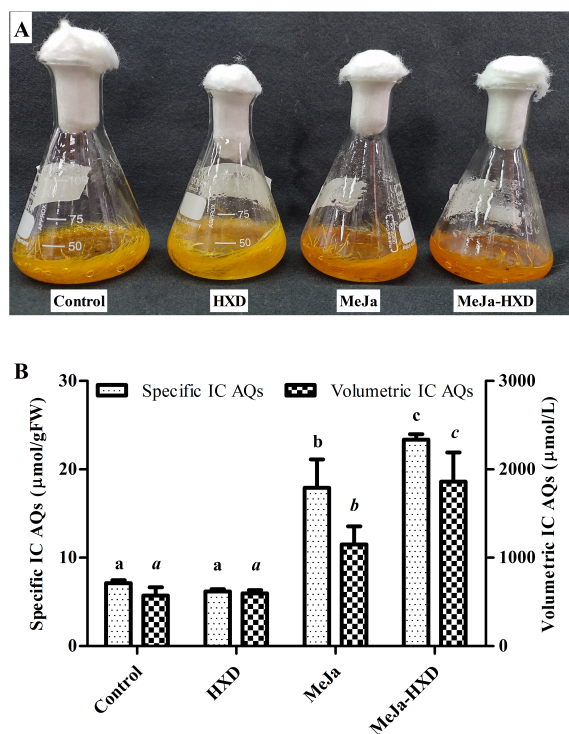 A
75
50
75
50
Control
HXD
MeJa
MeJa-HXD
B
Specific IC AQs
Volumetric IC AQs
Specific IC AQs (µmol/gFW)
30
20
10
0
Volumetric IC AQs (µmol/L)
3000
2000
1000
0
a
a
a
a
b
b
c
c
Control
HXD
MeJa
MeJa-HXD